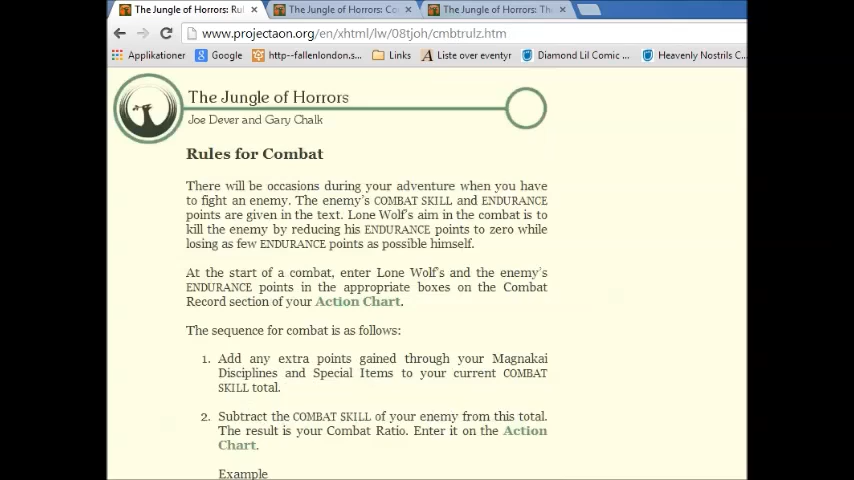 The Jungle of Horrors: Ru
The Jungle of Horrors: Co
The Jungle of Horrors: Th
www.projectaon.org/en/xhtml/lw/08tjoh/cmbtrulz.htm
Applikationer Google http--fallenlondon.su... Links Liste over eventyr Diamond Lil Comic ... Heavenly Nostrils C
The Jungle of Horrors
Joe Dever and Gary Chalk
Rules for Combat
There will be occasions during your adventure when you have
to fight an enemy. The enemy's COMBAT SKILL and ENDURANCE
points are given in the text. Lone Wolf's aim in the combat is to
kill the enemy by reducing his ENDURANCE points to zero while
losing as few ENDURANCE points as possible himself.
At the start of a combat, enter Lone Wolf's and the enemy's
ENDURANCE points in the appropriate boxes on the Combat
Record section of your Action Chart.
The sequence for combat is as follows:
1. Add any extra points gained through your Magnakai
Disciplines and Special Items to your current COMBAT
SKILL total.
2. Subtract the COMBAT SKILL of your enemy from this total.
The result is your Combat Ratio. Enter it on the Action
Chart.
Example